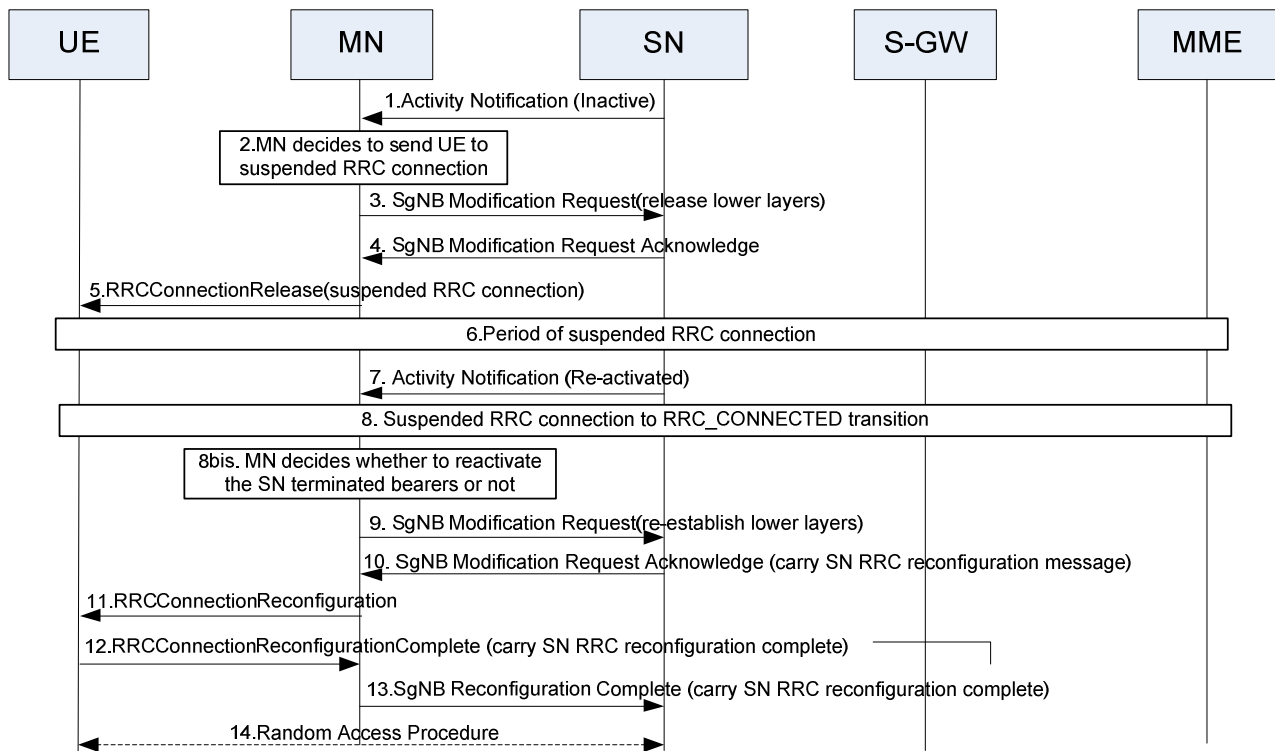 UE
MN
SN
S-GW
MME
1.Activity Notification (Inactive)
2.MN decides to send UE to
suspended RRC connection
3. SgNB Modification Request(release lower layers)
4. SgNB Modification Request Acknowledge
5.RRCConnectionRelease(suspended RRC connection)
6.Period of suspended RRC connection
7. Activity Notification (Re-activated)
8. Suspended RRC connection to RRC_CONNECTED transition
8bis. MN decides whether to reactivate
the SN terminated bearers or not
9. SgNB Modification Request(re-establish lower layers)
10. SgNB Modification Request Acknowledge (carry SN RRC reconfiguration message)
11.RRCConnectionReconfiguration
12.RRCConnectionReconfigurationComplete (carry SN RRC reconfiguration complete)
13.SgNB Reconfiguration Complete (carry SN RRC reconfiguration complete)
14.Random Access Procedure